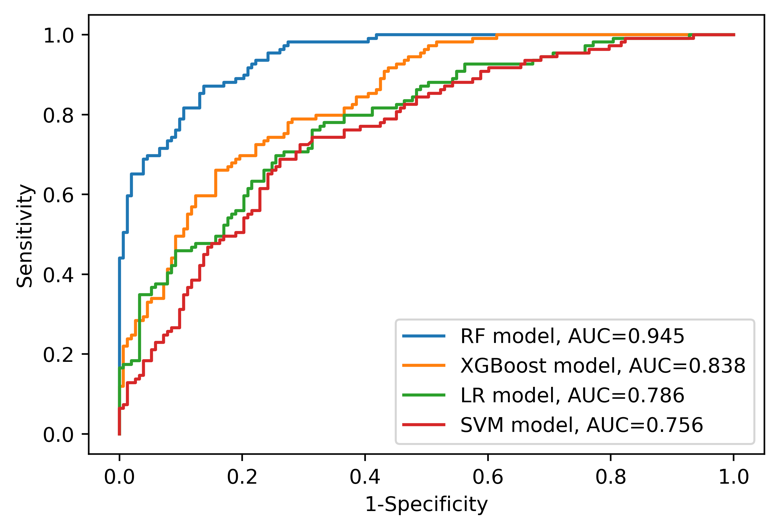 1.0
0.8
0.6
0.4
0.2
0.0
Sensitivity
RF model, AUC=0.945
XGBoost model, AUC=0.838
LR model, AUC=0.786
SVM model, AUC=0.756
0.0 0.2 0.4 0.6 0.8 1.0
1-Specificity